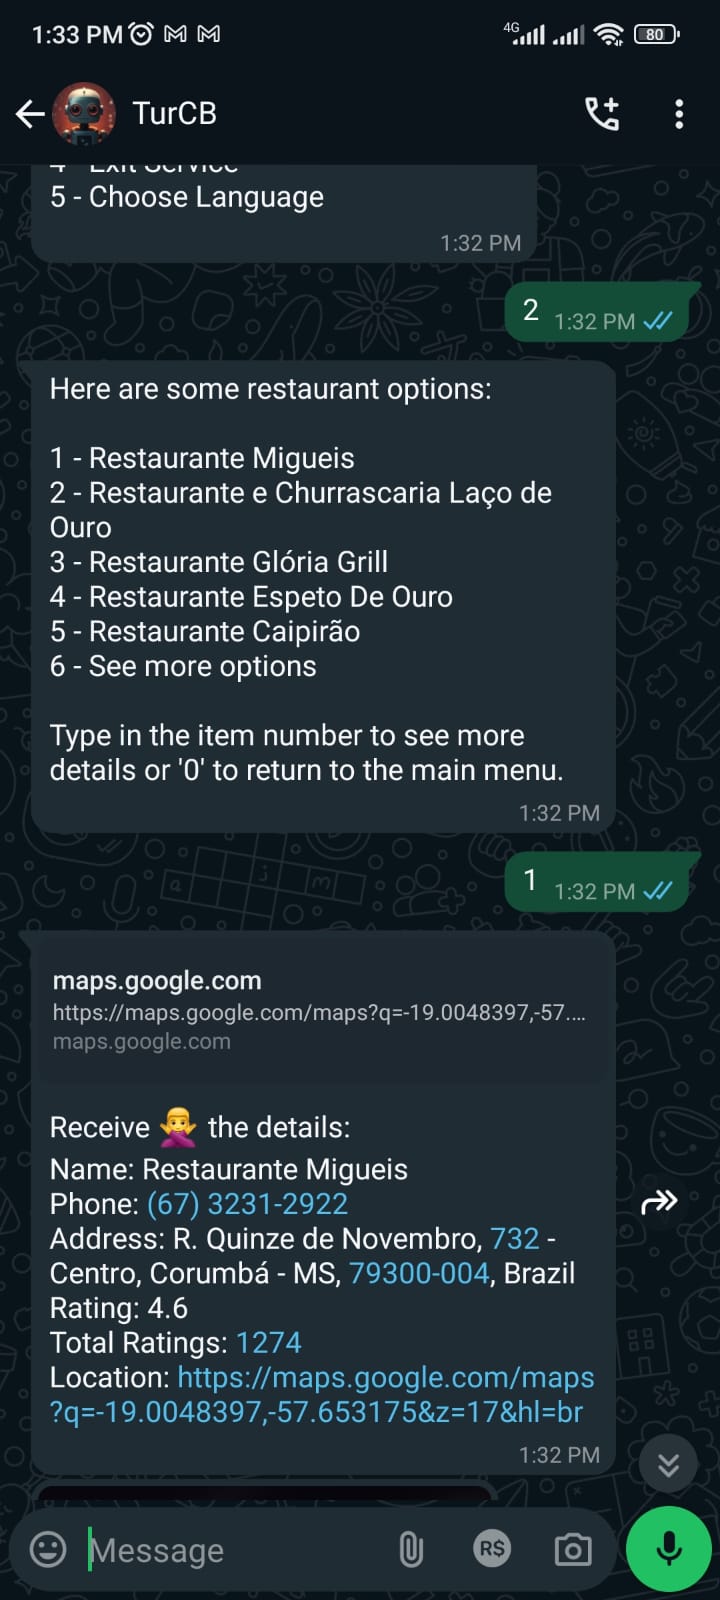 1:33 PM
4G
80
TurCB
4 - Exit Service
5 - Choose Language
1:32 PM
2 1:32 PM
Here are some restaurant options:
1 - Restaurante Migueis
2 - Restaurante e Churrascaria Laço de
Ouro
3 - Restaurante Glória Grill
4 - Restaurante Espeto De Ouro
5 - Restaurante Caipirão
6 - See more options
Type in the item number to see more
details or '0' to return to the main menu.
1:32 PM
1 1:32 PM
maps.google.com
https://maps.google.com/maps?q=-19.0048397,-57....
maps.google.com
Receive 🙅 the details:
Name: Restaurante Migueis
Phone: (67) 3231-2922
Address: R. Quinze de Novembro, 732 -
Centro, Corumbá - MS, 79300-004, Brazil
Rating: 4.6
Total Ratings: 1274
Location: https://maps.google.com/maps
?q=-19.0048397,-57.653175&z=17&hl=br
1:32 PM
Message
R$